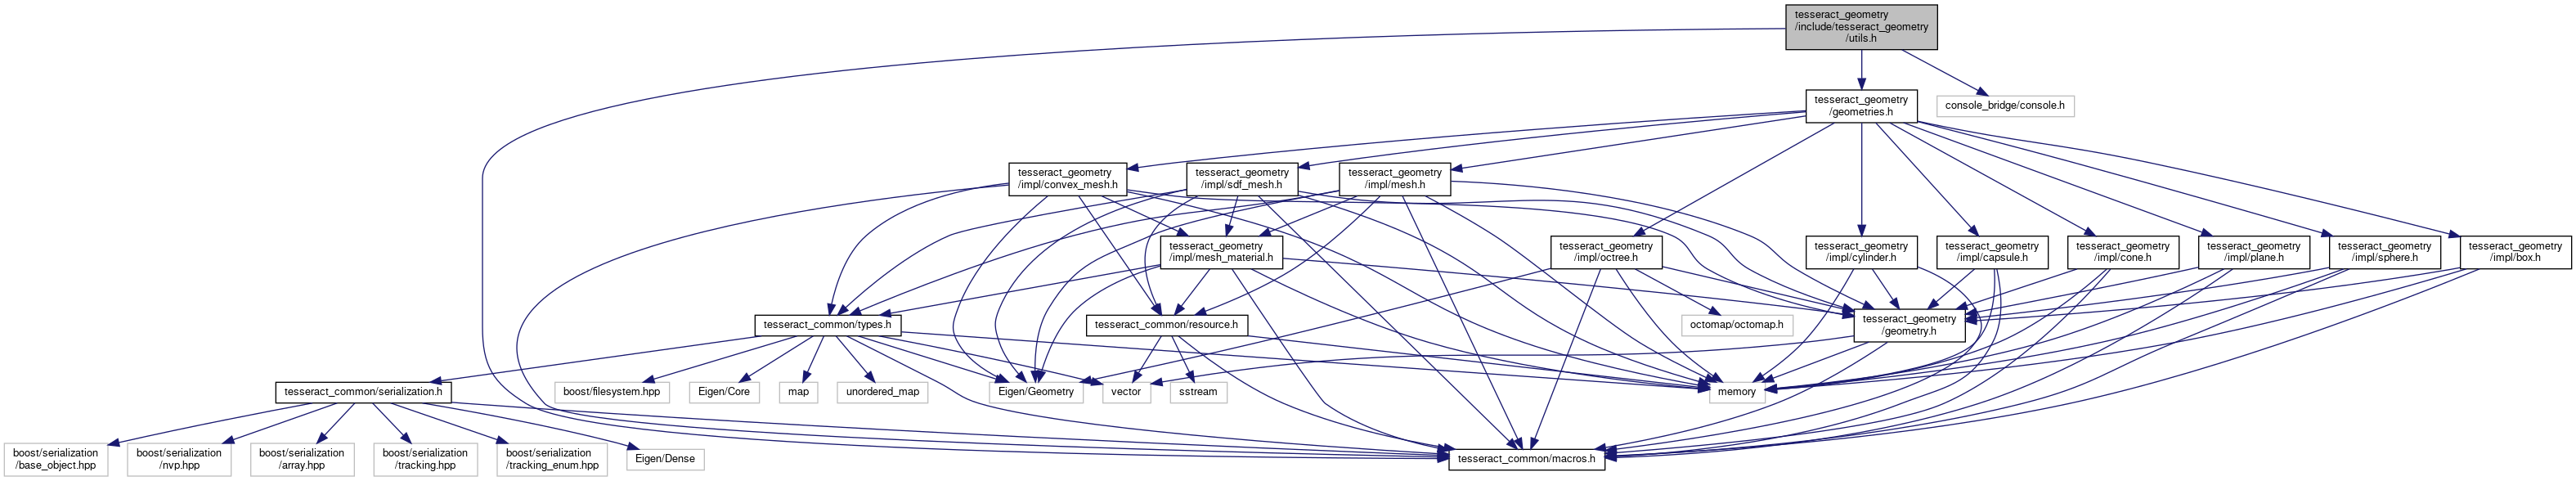 tesseract_geometry
/include/tesseract_geometry
/utils.h
tesseract_geometry
/geometries.h
console_bridge/console.h
tesseract_geometry
/impl/convex_mesh.h
tesseract_geometry
/impl/sdf_mesh.h
tesseract_geometry
/impl/mesh.h
tesseract_geometry
/impl/mesh_material.h
tesseract_geometry
/impl/octree.h
tesseract_geometry
/impl/cylinder.h
tesseract_geometry
/impl/capsule.h
tesseract_geometry
/impl/cone.h
tesseract_geometry
/impl/plane.h
tesseract_geometry
/impl/sphere.h
tesseract_geometry
/impl/box.h
tesseract_common/types.h
tesseract_common/resource.h
octomap/octomap.h
tesseract_geometry
/geometry.h
tesseract_common/serialization.h
boost/filesystem.hpp
Eigen/Core
map
unordered_map
Eigen/Geometry
vector
sstream
memory
boost/serialization
/base_object.hpp
boost/serialization
/nvp.hpp
boost/serialization
/array.hpp
boost/serialization
/tracking.hpp
boost/serialization
/tracking_enum.hpp
Eigen/Dense
tesseract_common/macros.h